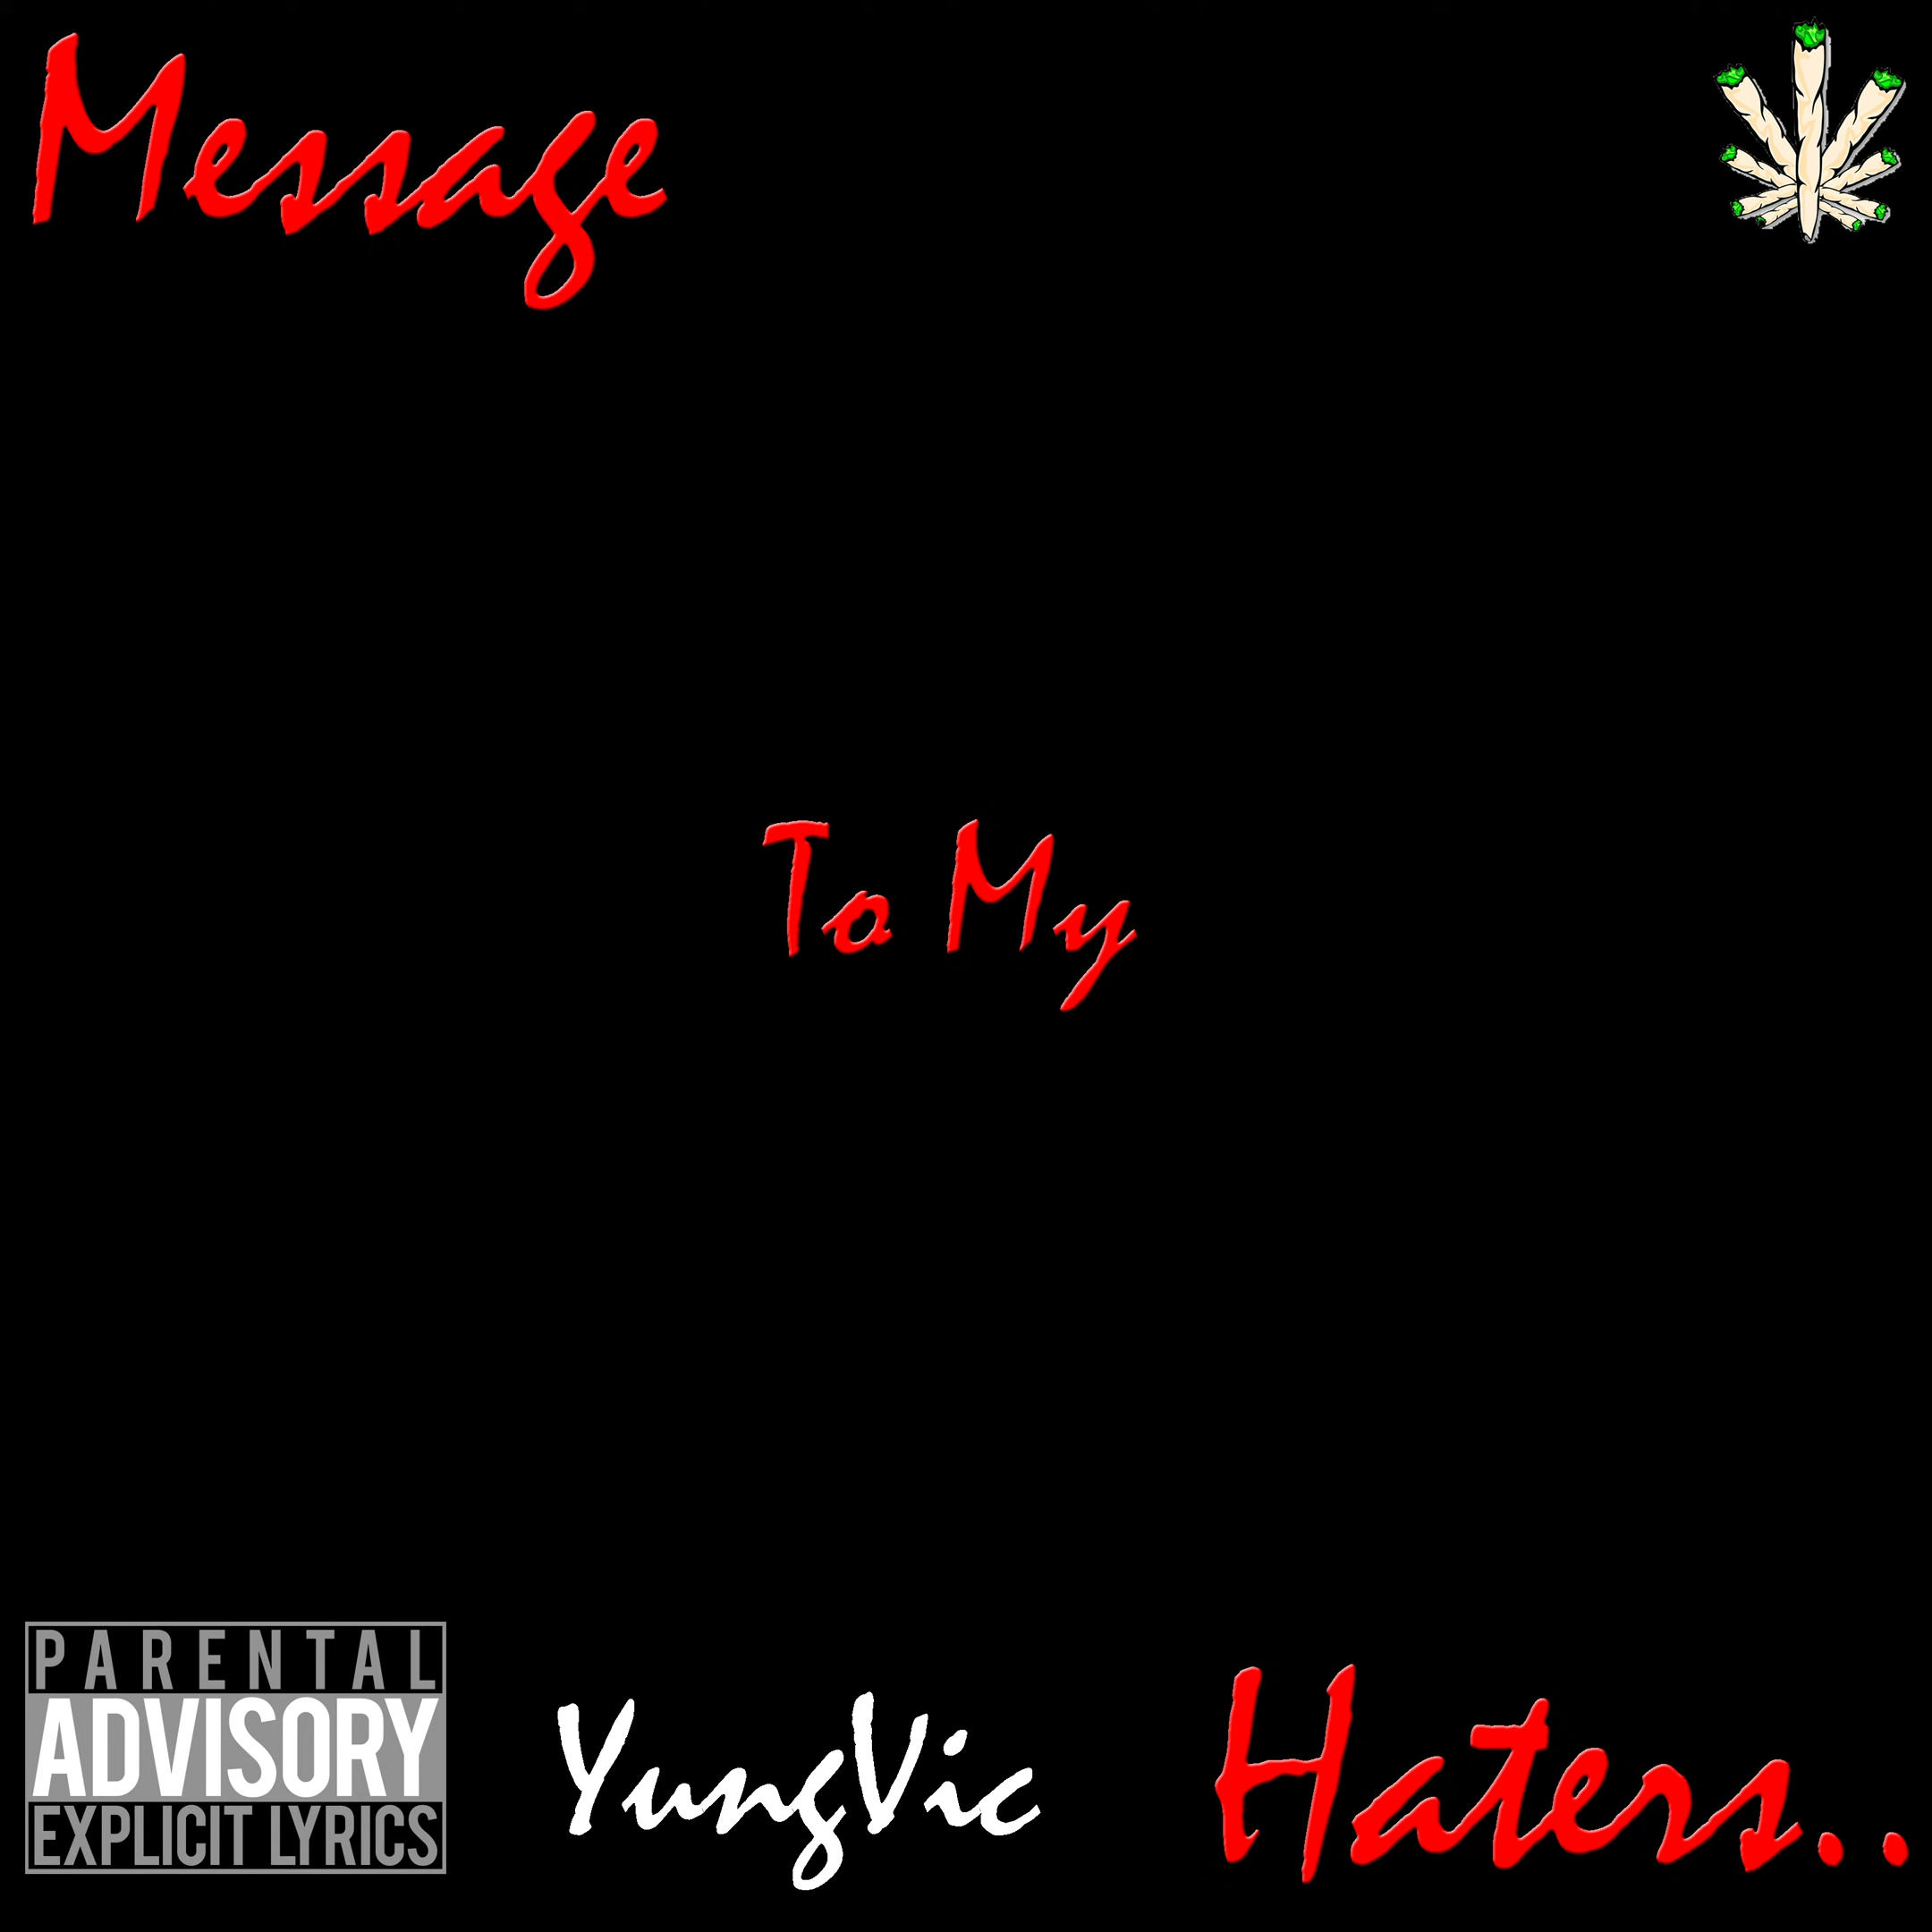 Message
To My
Haters..
YungVic
PARENTAL
ADVISORY
EXPLICIT LYRICS